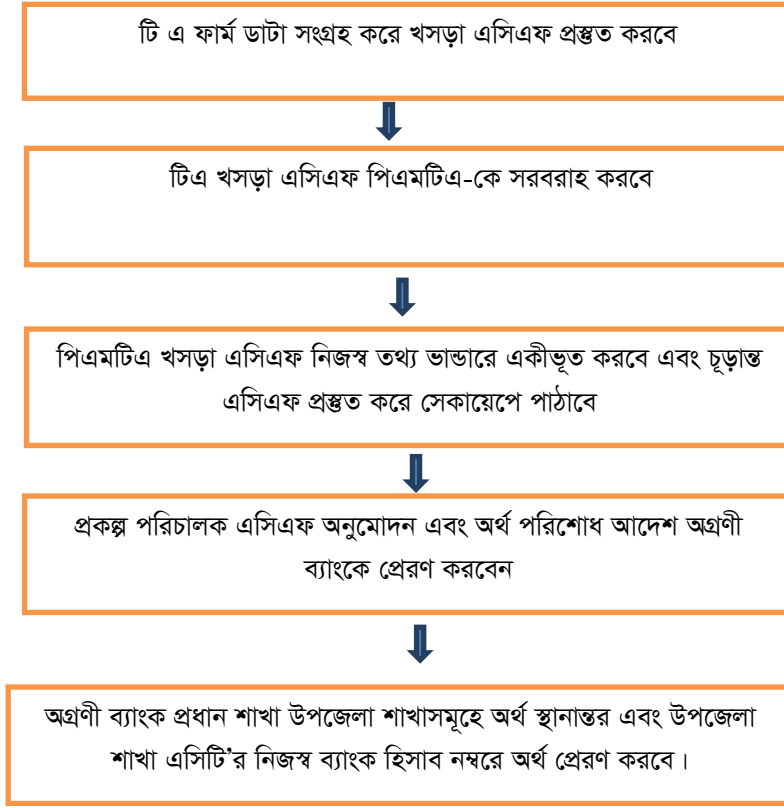 টি এ ফার্ম ডাটা সংগ্রহ করে খসড়া এসিএফ প্রস্তুত করবে
টিএ খসড়া এসিএফ পিএমটিএ-কে সরবরাহ করবে
পিএমটিএ খসড়া এসিএফ নিজস্ব তথ্য ভান্ডারে একীভূত করবে এবং চূড়ান্ত
এসিএফ প্রস্তুত করে সেকায়েপে পাঠাবে
প্রকল্প পরিচালক এসিএফ অনুমোদন এবং অর্থ পরিশোধ আদেশ অগ্রণী
ব্যাংকে প্রেরণ করবেন
অগ্রণী ব্যাংক প্রধান শাখা উপজেলা শাখাসমূহে অর্থ স্থানান্তর এবং উপজেলা
শাখা এসিটি’র নিজস্ব ব্যাংক হিসাব নম্বরে অর্থ প্রেরণ করবে।